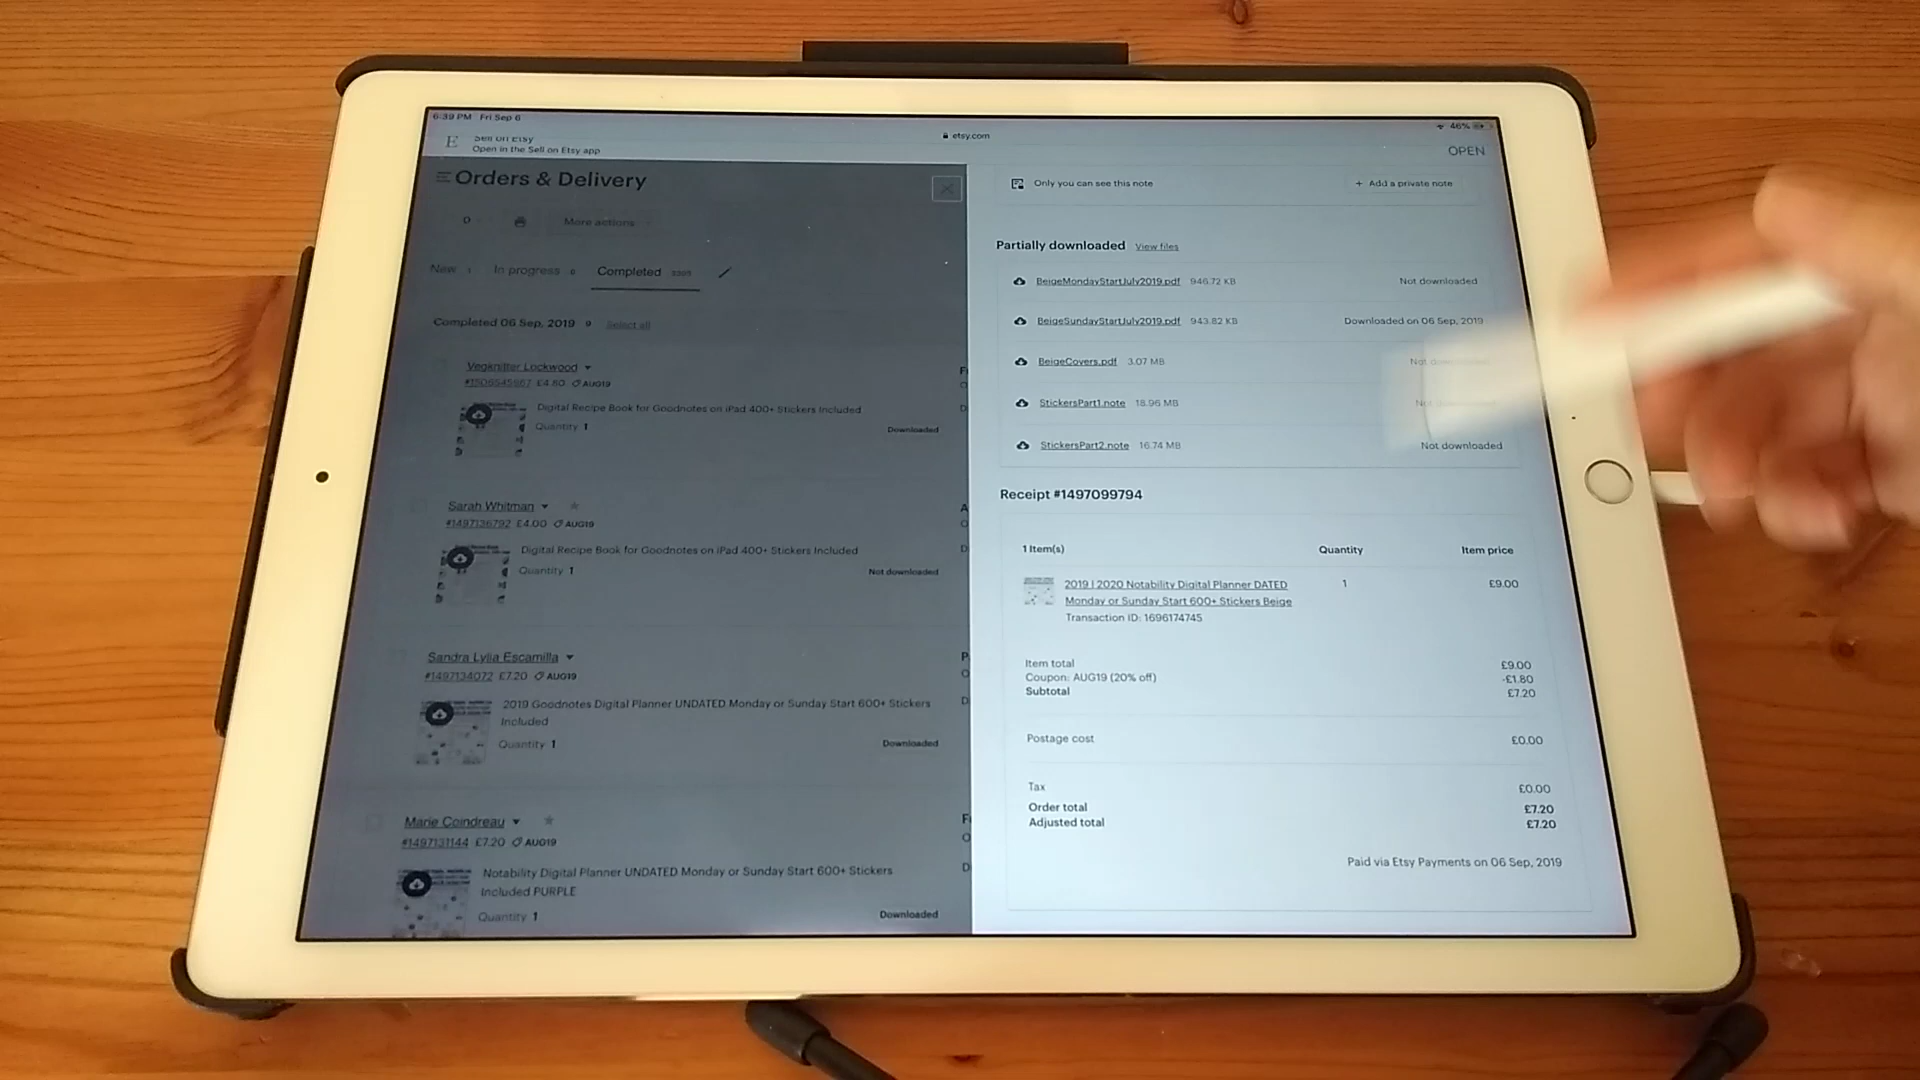 6:39 PM Fri Sep 6
etsy.com
46%
E
Sell on Etsy
Open in the Sell on Etsy app
OPEN
Orders & Delivery
0
More actions
New 1
In progress 0
Completed
Completed 06 Sep, 2019 9 Select all
Vegknitter Lockwood
£4.80 AUG19
Digital Recipe Book for Goodnotes on iPad 400+ Stickers Included
Quantity 1
Downloaded
Sarah Whitman
#1497136792 £4.00 AUG19
Digital Recipe Book for Goodnotes on iPad 400+ Stickers Included
Quantity 1
Not downloaded
Sandra Lylia Escamilla
#1497134072 £7.20 AUG19
2019 Goodnotes Digital Planner UNDATED Monday or Sunday Start 600+ Stickers
Included
Quantity 1
Downloaded
Marie Coindreau
#1497131144 £7.20 AUG19
Notability Digital Planner UNDATED Monday or Sunday Start 600+ Stickers
Included PURPLE
Quantity 1
Downloaded
Only you can see this note
+ Add a private note
Partially downloaded View files
BeigeMondayStartJuly2019.pdf 946.72 KB Not downloaded
BeigeSundayStartJuly2019.pdf 943.82 KB Downloaded on 06 Sep, 2019
BeigeCovers.pdf 3.07 MB Not
StickersPart1.note 18.96 MB Not
StickersPart2.note 16.74 MB Not downloaded
Receipt #1497099794
1 Item(s) Quantity Item price
2019 | 2020 Notability Digital Planner DATED 1 £9.00
Monday or Sunday Start 600+ Stickers Beige
Transaction ID: 1696174745
Item total £9.00
Coupon: AUG19 (20% off) -£1.80
Subtotal £7.20
Postage cost £0.00
Tax £0.00
Order total £7.20
Adjusted total £7.20
Paid via Etsy Payments on 06 Sep, 2019